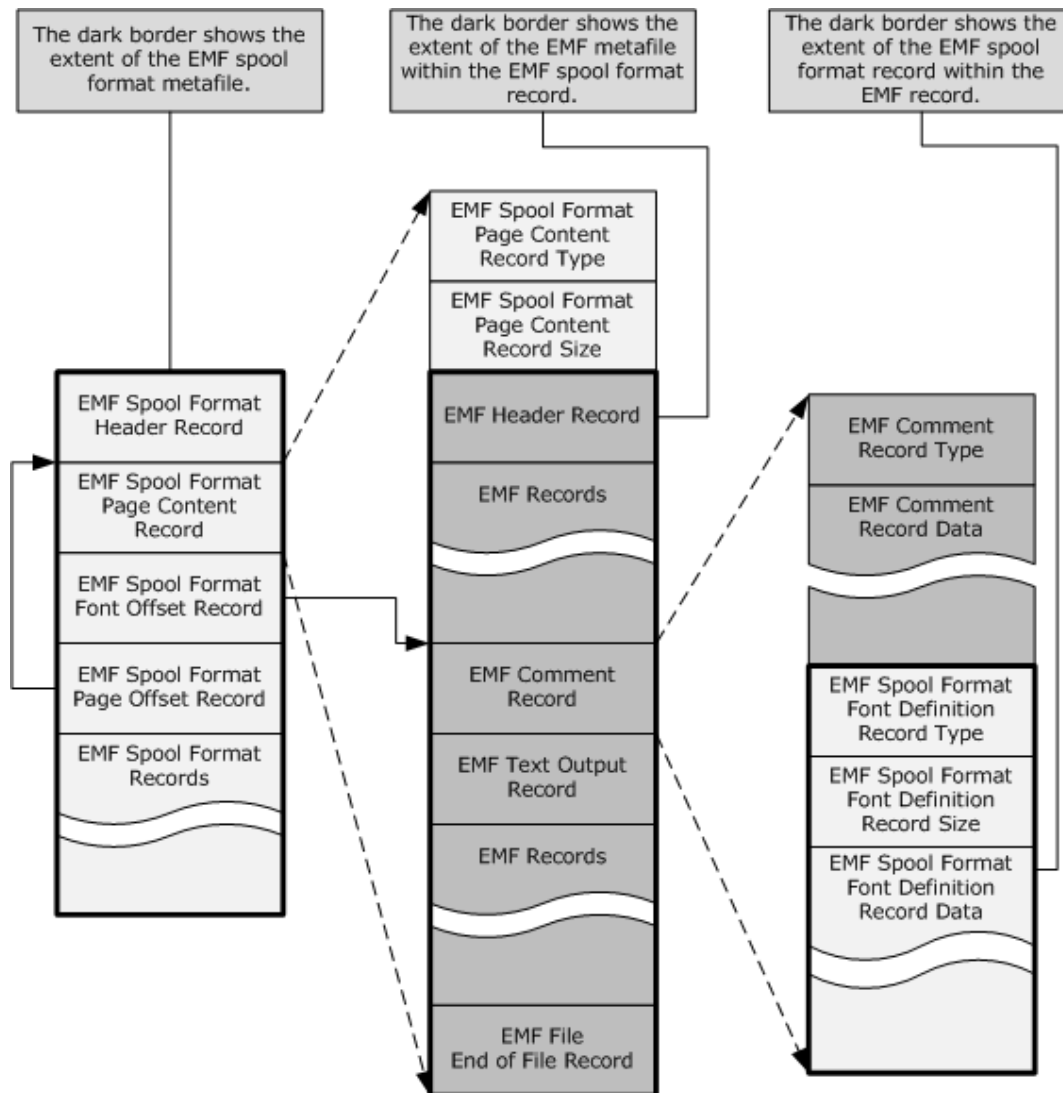 The dark border shows the
extent of the EMF spool
format metafile.
The dark border shows the
extent of the EMF metafile
within the EMF spool format
record.
The dark border shows the
extent of the EMF spool
format record within the
EMF record.
EMF Spool Format
Header Record
EMF Spool Format
Page Content
Record
EMF Spool Format
Font Offset Record
EMF Spool Format
Page Offset Record
EMF Spool Format
Records
EMF Spool Format
Page Content
Record Type
EMF Spool Format
Page Content
Record Size
EMF Header Record
EMF Records
EMF Comment
Record
EMF Text Output
Record
EMF Records
EMF File
End of File Record
EMF Comment
Record Type
EMF Comment
Record Data
EMF Spool Format
Font Definition
Record Type
EMF Spool Format
Font Definition
Record Size
EMF Spool Format
Font Definition
Record Data